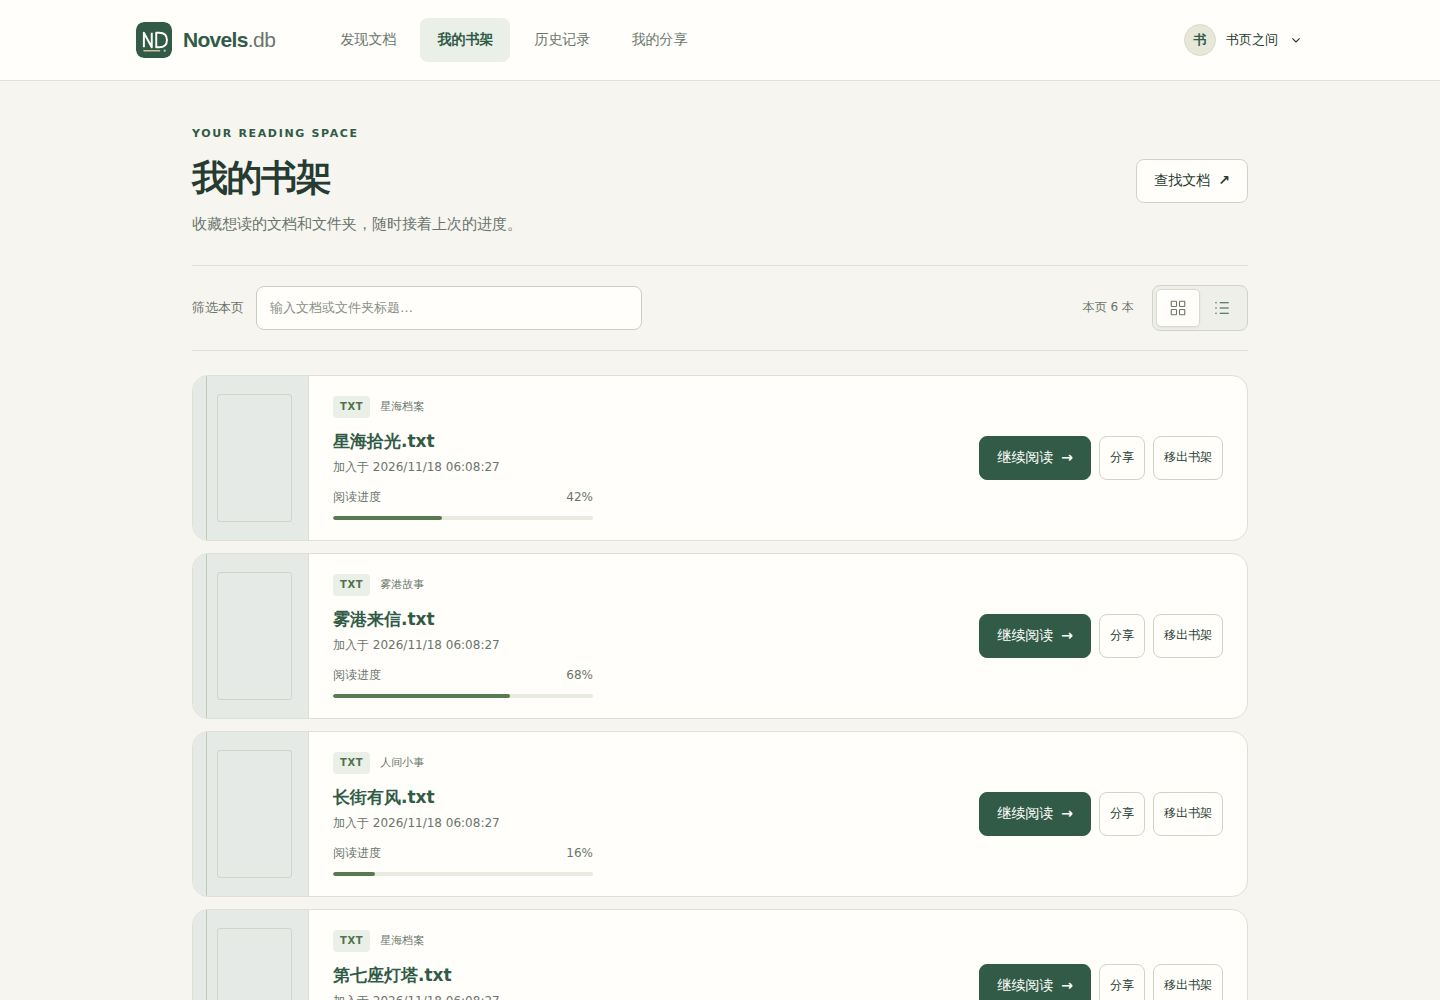 ND Novels.db 发现文档 我的书架 历史记录 我的分享 书 书页之间
YOUR READING SPACE
我的书架
查找文档 ↗
收藏想读的文档和文件夹，随时接着上次的进度。
筛选本页 输入文档或文件夹标题… 本页 6 本
TXT 星海档案
星海拾光.txt
加入于 2026/11/18 06:08:27
阅读进度 42%
继续阅读 → 分享 移出书架
TXT 雾港故事
雾港来信.txt
加入于 2026/11/18 06:08:27
阅读进度 68%
继续阅读 → 分享 移出书架
TXT 人间小事
长街有风.txt
加入于 2026/11/18 06:08:27
阅读进度 16%
继续阅读 → 分享 移出书架
TXT 星海档案
第七座灯塔.txt
加入于 2026/11/18 06:08:27
继续阅读 → 分享 移出书架